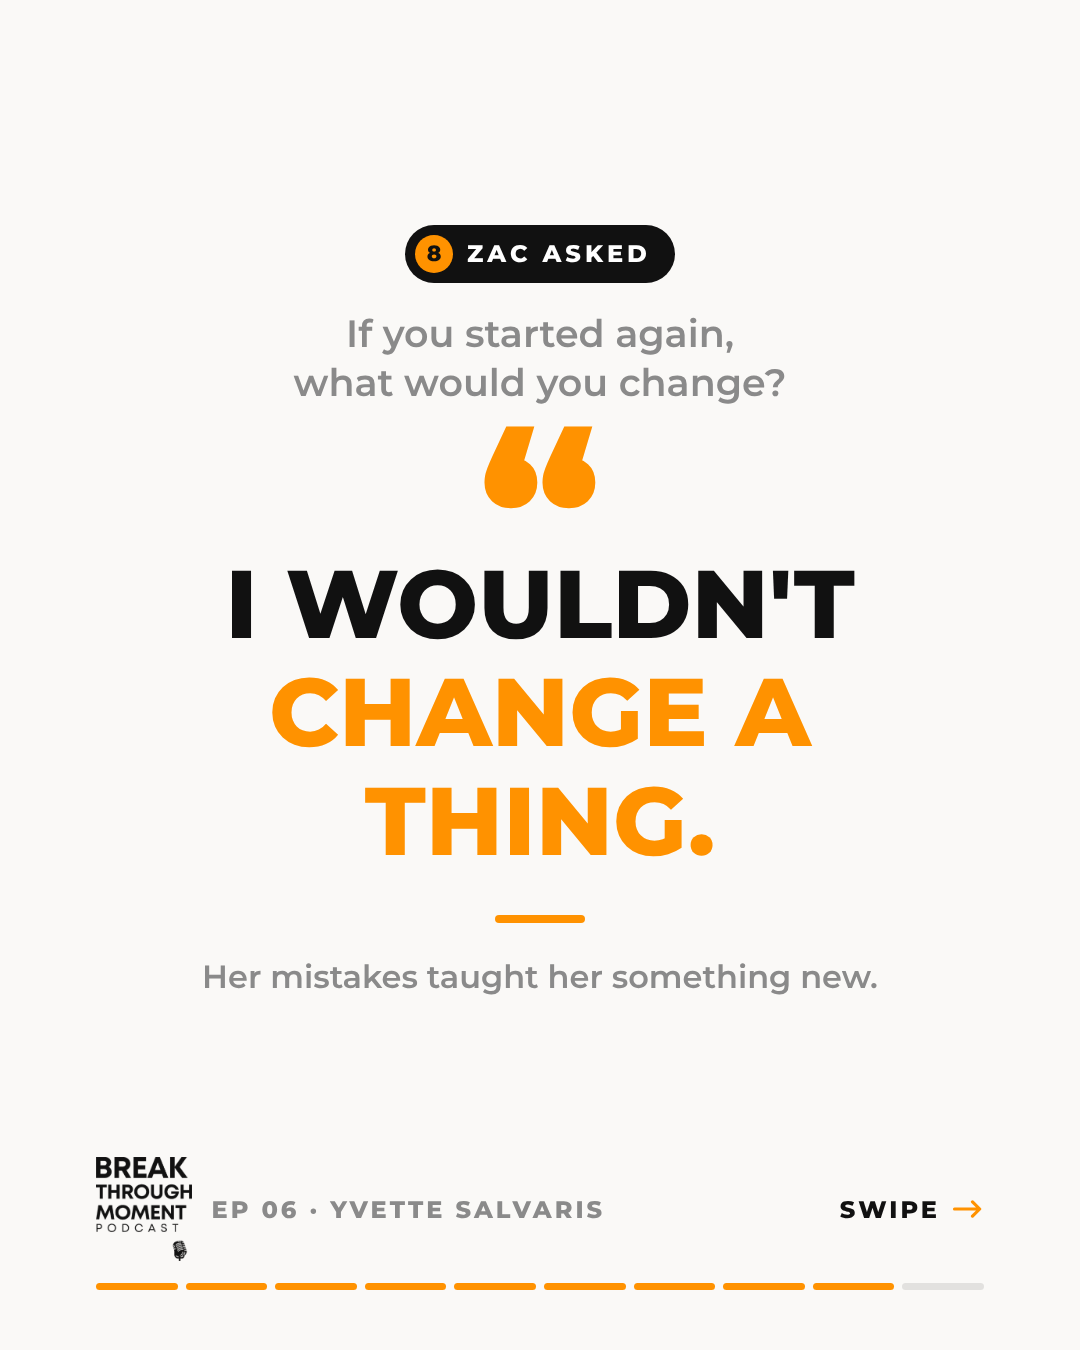 8 ZAC ASKED
If you started again,
what would you change?
“
I WOULDN'T
CHANGE A
THING.
Her mistakes taught her something new.
BREAK
THROUGH
MOMENT
PODCAST
EP 06 · YVETTE SALVARIS
SWIPE →